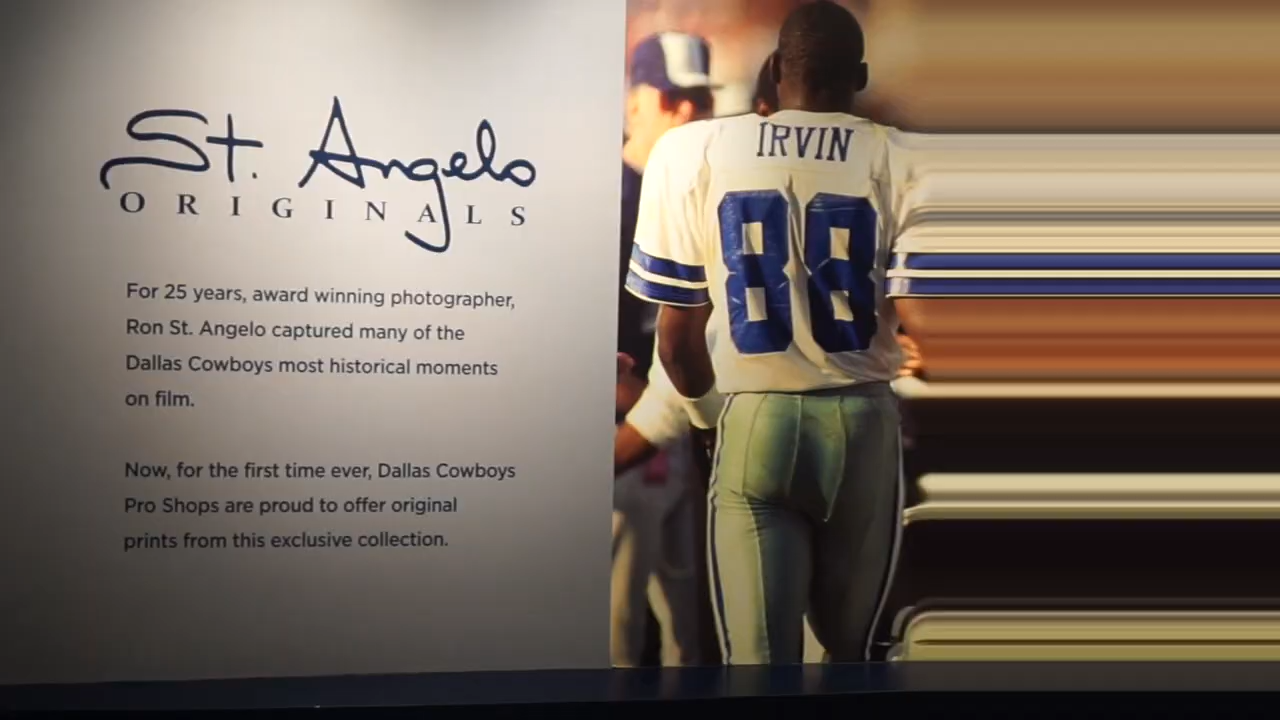 St. Angelo
ORIGINALS
For 25 years, award winning photographer,
Ron St. Angelo captured many of the
Dallas Cowboys most historical moments
on film.
Now, for the first time ever, Dallas Cowboys
Pro Shops are proud to offer original
prints from this exclusive collection.
IRVIN
88